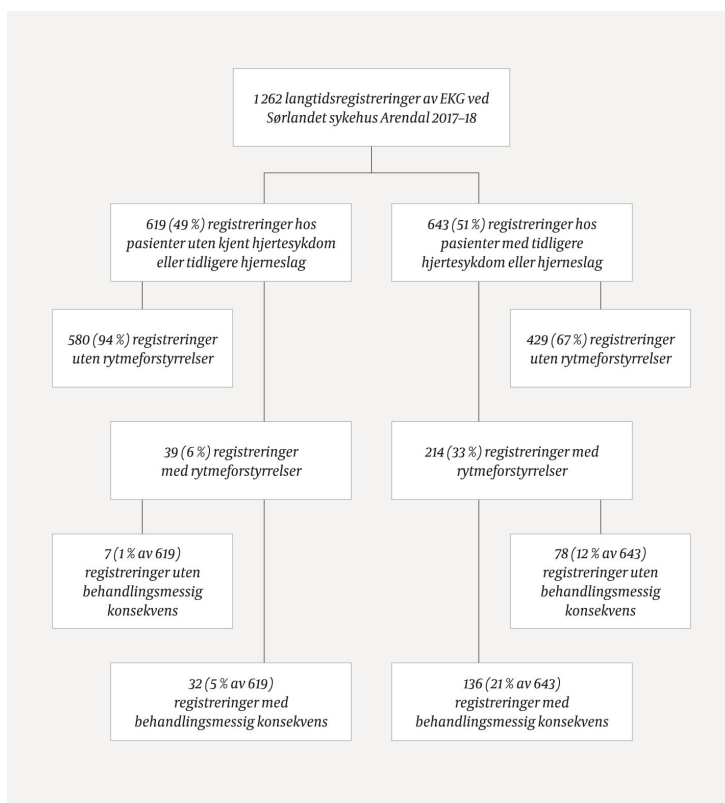 1 262 langtidsregistreringer av EKG ved
Sørlandet sykehus Arendal 2017–18
619 (49 %) registreringer hos
pasienter uten kjent hjertesykdom
eller tidligere hjerneslag
643 (51 %) registreringer hos
pasienter med tidligere
hjertesykdom eller hjerneslag
580 (94 %) registreringer
uten rytmeforstyrrelser
429 (67 %) registreringer
uten rytmeforstyrrelser
39 (6 %) registreringer
med rytmeforstyrrelser
214 (33 %) registreringer med
rytmeforstyrrelser
7 (1 % av 619)
registreringer uten
behandlingsmessig
konsekvens
78 (12 % av 643)
registreringer uten
behandlingsmessig
konsekvens
32 (5 % av 619)
registreringer med
behandlingsmessig konsekvens
136 (21 % av 643)
registreringer med
behandlingsmessig konsekvens